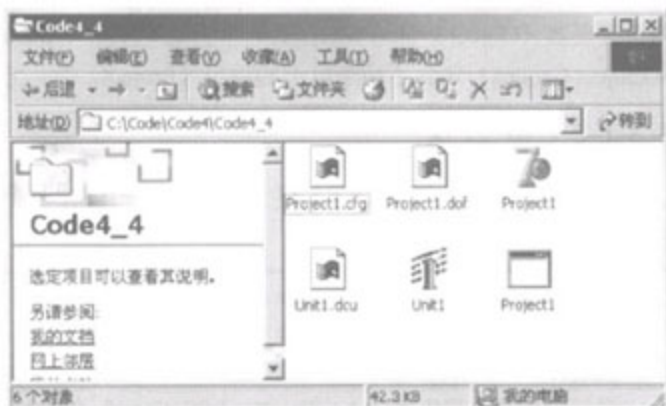 Code4_4
文件(F) 编辑(E) 查看(V) 收藏(A) 工具(T) 帮助(H)
后退 搜索 文件夹
地址(D) C:\Code\Code4\Code4_4 转到
Code4_4
选定项目可以查看其说明。
另请参阅:
我的文档
网上邻居
Project1.cfg Project1.dof Project1
Unit1.dcu Unit1 Project1
6 个对象 42.3 KB 我的电脑